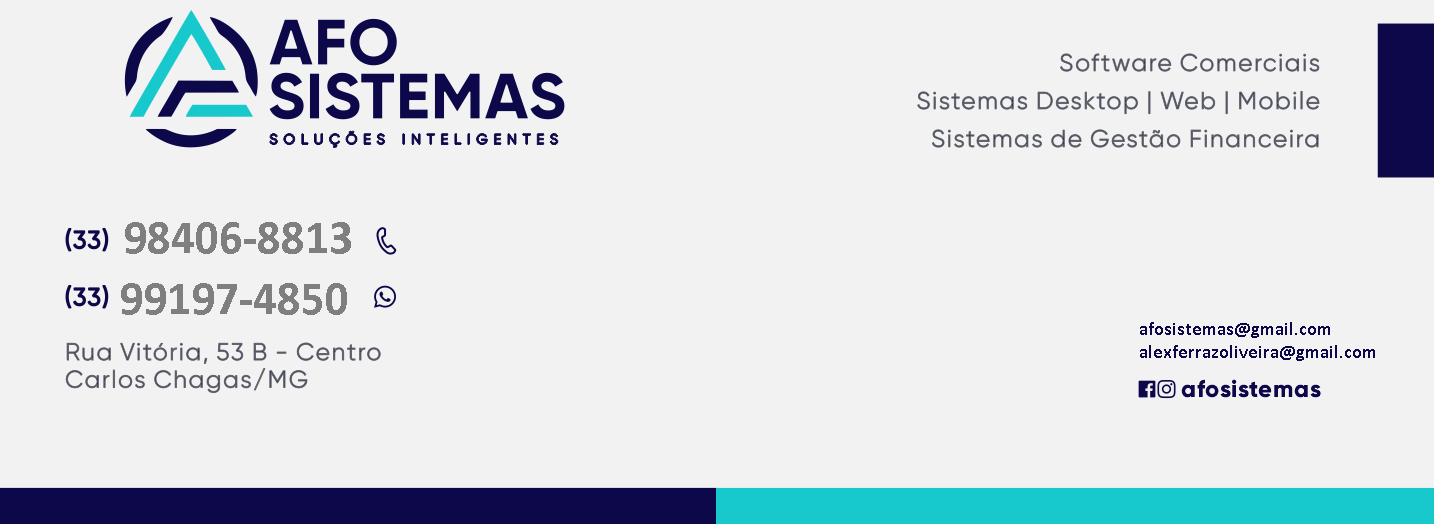 AFO
SISTEMAS
SOLUÇÕES INTELIGENTES
Software Comerciais
Sistemas Desktop | Web | Mobile
Sistemas de Gestão Financeira
(33) 98406-8813
(33) 99197-4850
Rua Vitória, 53 B - Centro
Carlos Chagas/MG
afosistemas@gmail.com
alexferrazoliveira@gmail.com
afosistemas